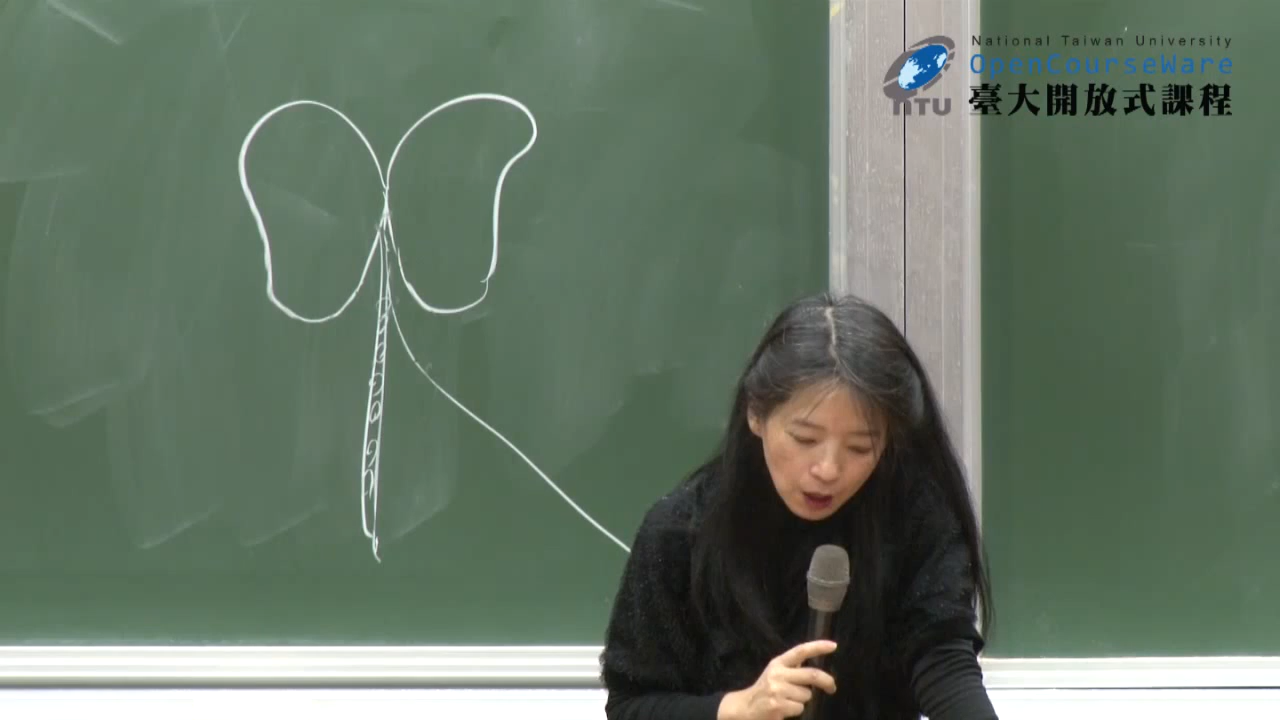 National Taiwan University
OpenCourseWare
臺大開放式課程
NTU